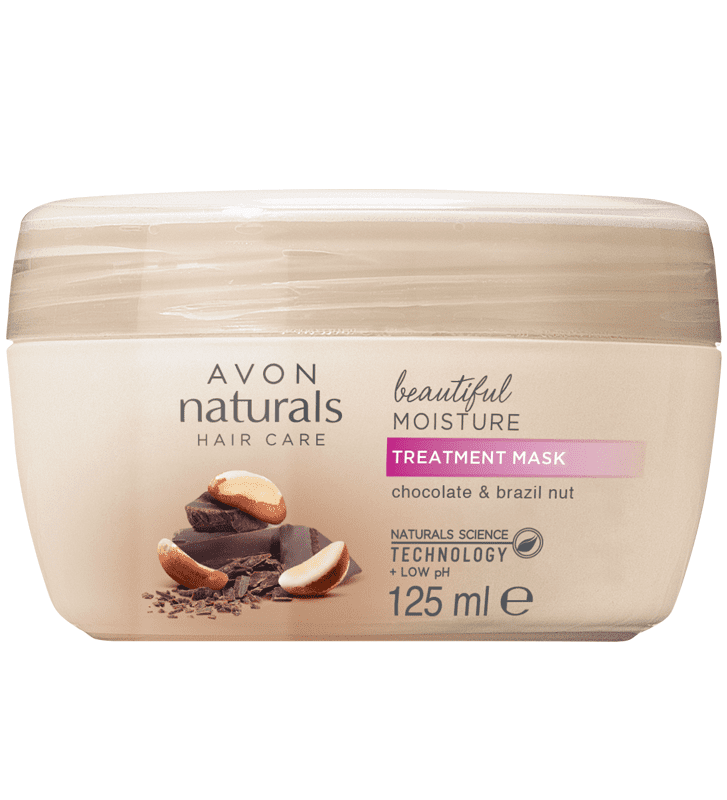 AVON
naturals
HAIR CARE
beautiful
MOISTURE
TREATMENT MASK
chocolate & brazil nut
NATURALS SCIENCE
TECHNOLOGY
+ LOW pH
125 ml ℮